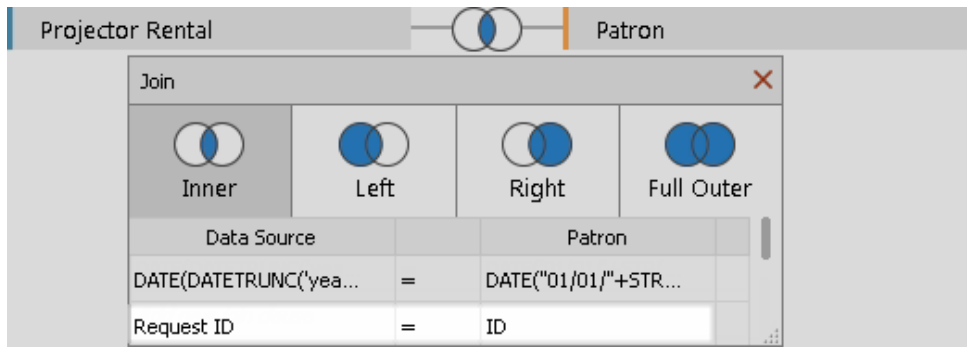 Projector Rental Patron
Join
Inner Left Right Full Outer
Data Source Patron
DATE(DATETRUNC('yea... = DATE("01/01/"+STR...
Request ID = ID